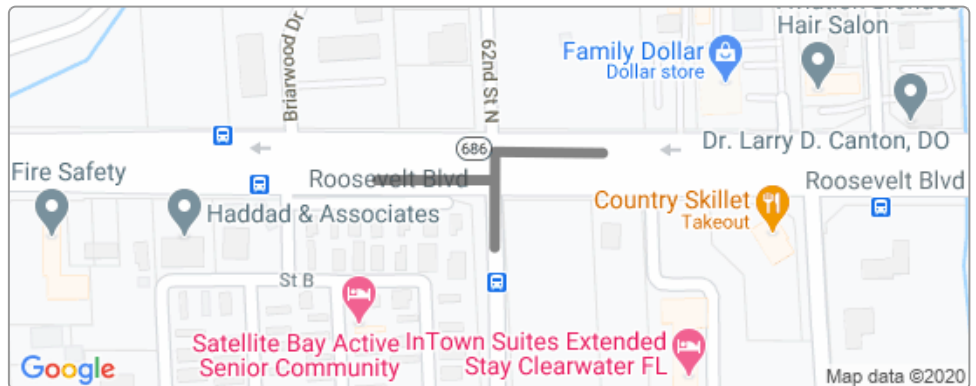 Aviation Blondes
Hair Salon
Briarwood Dr
62nd St N
Family Dollar
Dollar store
686
Dr. Larry D. Canton, DO
Fire Safety
Roosevelt Blvd
Roosevelt Blvd
Haddad & Associates
Country Skillet
Takeout
St B
Satellite Bay Active
Senior Community
InTown Suites Extended
Stay Clearwater FL
Google
Map data ©2020